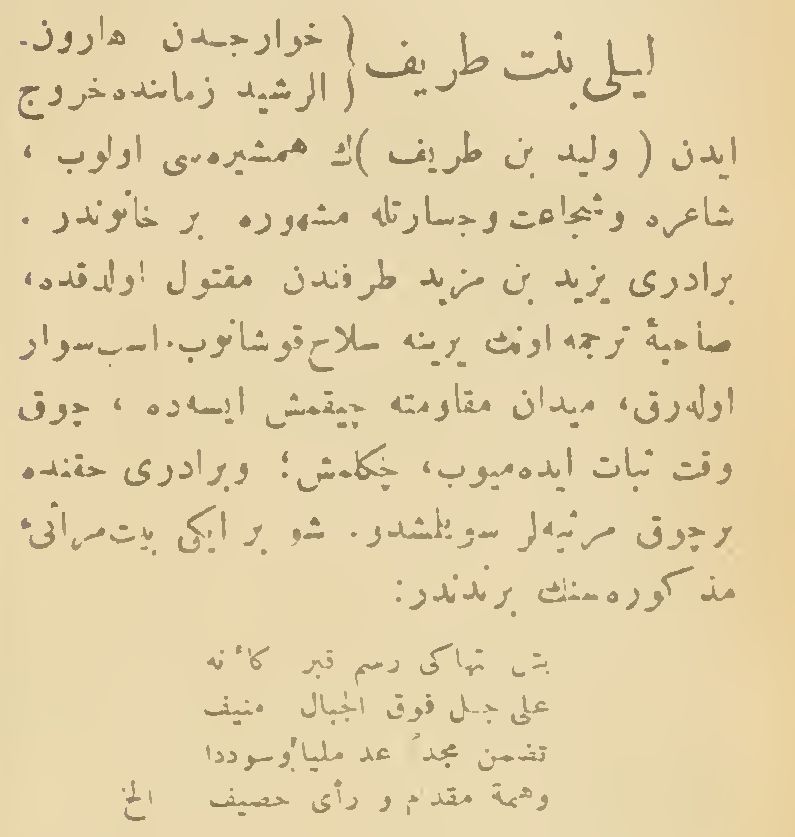 ليلى بنت طريف ( خوارجدن هارون
( الرشيد زماننده خروج
ايدن ( وليد بن طريف )ك همشيره‌سى اولوب ،
شاعره وشجاعت وجسارتله مشهوره بر خاتوندر .
برادرى يزيد بن مزيد طرفندن مقتول اولدقده،
صاحبهٔ ترجمه اونك يرينه سلاح قوشانوب، اسب‌سوار
اوله‌رق، ميدان مقاومته چيقمش ايسه‌ده ، چوق
وقت ثبات ايده‌ميوب، چكلمش؛ وبرادرى حقنده
برچوق مرثيه‌لر سويلمشدر. شو بر ايكى بيت مراثىء
مذكوره‌سنك برندندر:
بتل نهاكى رسم قبر كأنه
على جبل فوق الجبال منيف
تضمن مجداً عد ملياً وسوددا
وهمة مقدام و رأى حصيف الخ